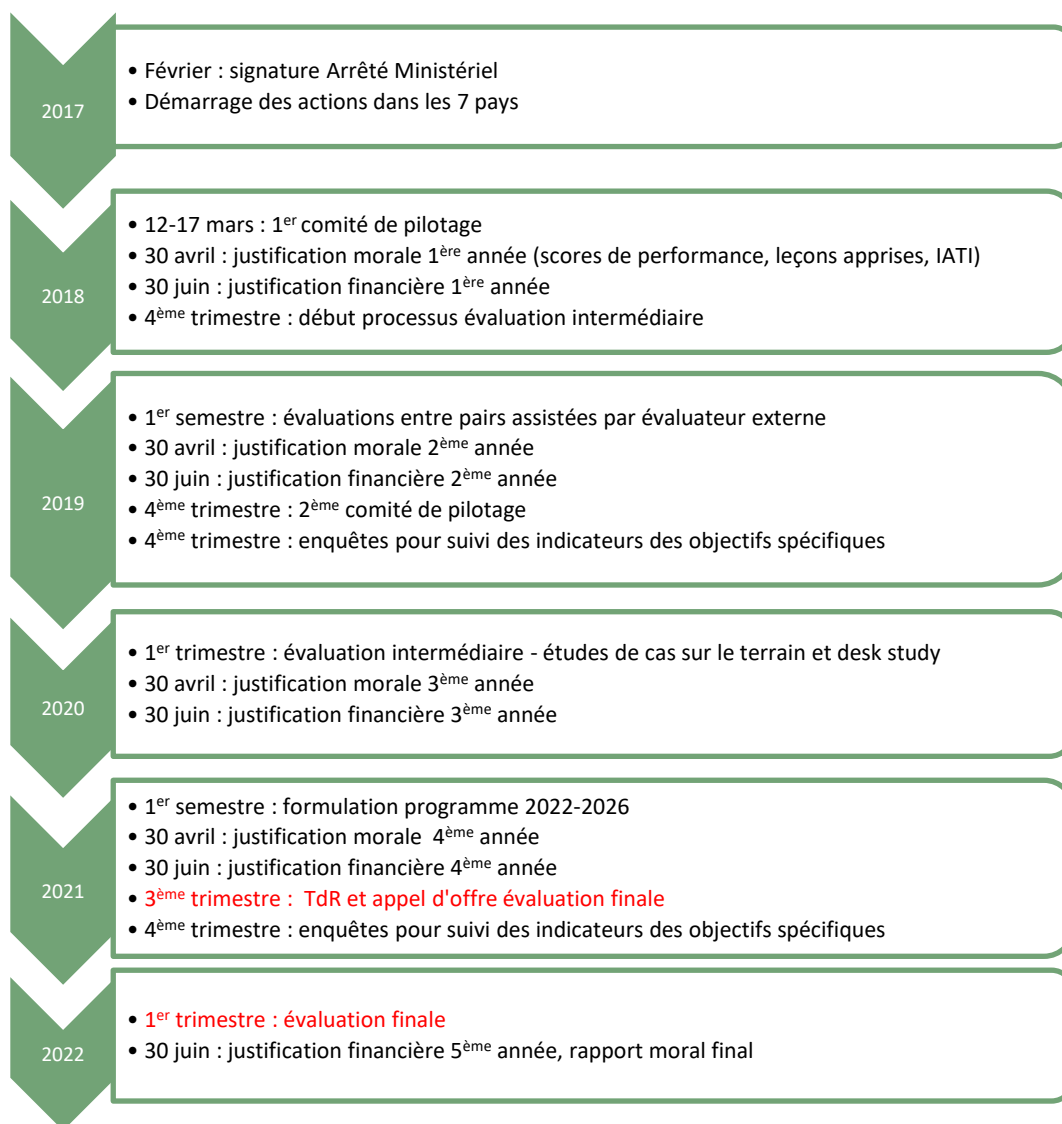 2017
• Février : signature Arrêté Ministériel
• Démarrage des actions dans les 7 pays
2018
• 12-17 mars : 1er comité de pilotage
• 30 avril : justification morale 1ère année (scores de performance, leçons apprises, IATI)
• 30 juin : justification financière 1ère année
• 4ème trimestre : début processus évaluation intermédiaire
2019
• 1er semestre : évaluations entre pairs assistées par évaluateur externe
• 30 avril : justification morale 2ème année
• 30 juin : justification financière 2ème année
• 4ème trimestre : 2ème comité de pilotage
• 4ème trimestre : enquêtes pour suivi des indicateurs des objectifs spécifiques
2020
• 1er trimestre : évaluation intermédiaire - études de cas sur le terrain et desk study
• 30 avril : justification morale 3ème année
• 30 juin : justification financière 3ème année
2021
• 1er semestre : formulation programme 2022-2026
• 30 avril : justification morale 4ème année
• 30 juin : justification financière 4ème année
• 3ème trimestre : TdR et appel d'offre évaluation finale
• 4ème trimestre : enquêtes pour suivi des indicateurs des objectifs spécifiques
2022
• 1er trimestre : évaluation finale
• 30 juin : justification financière 5ème année, rapport moral final